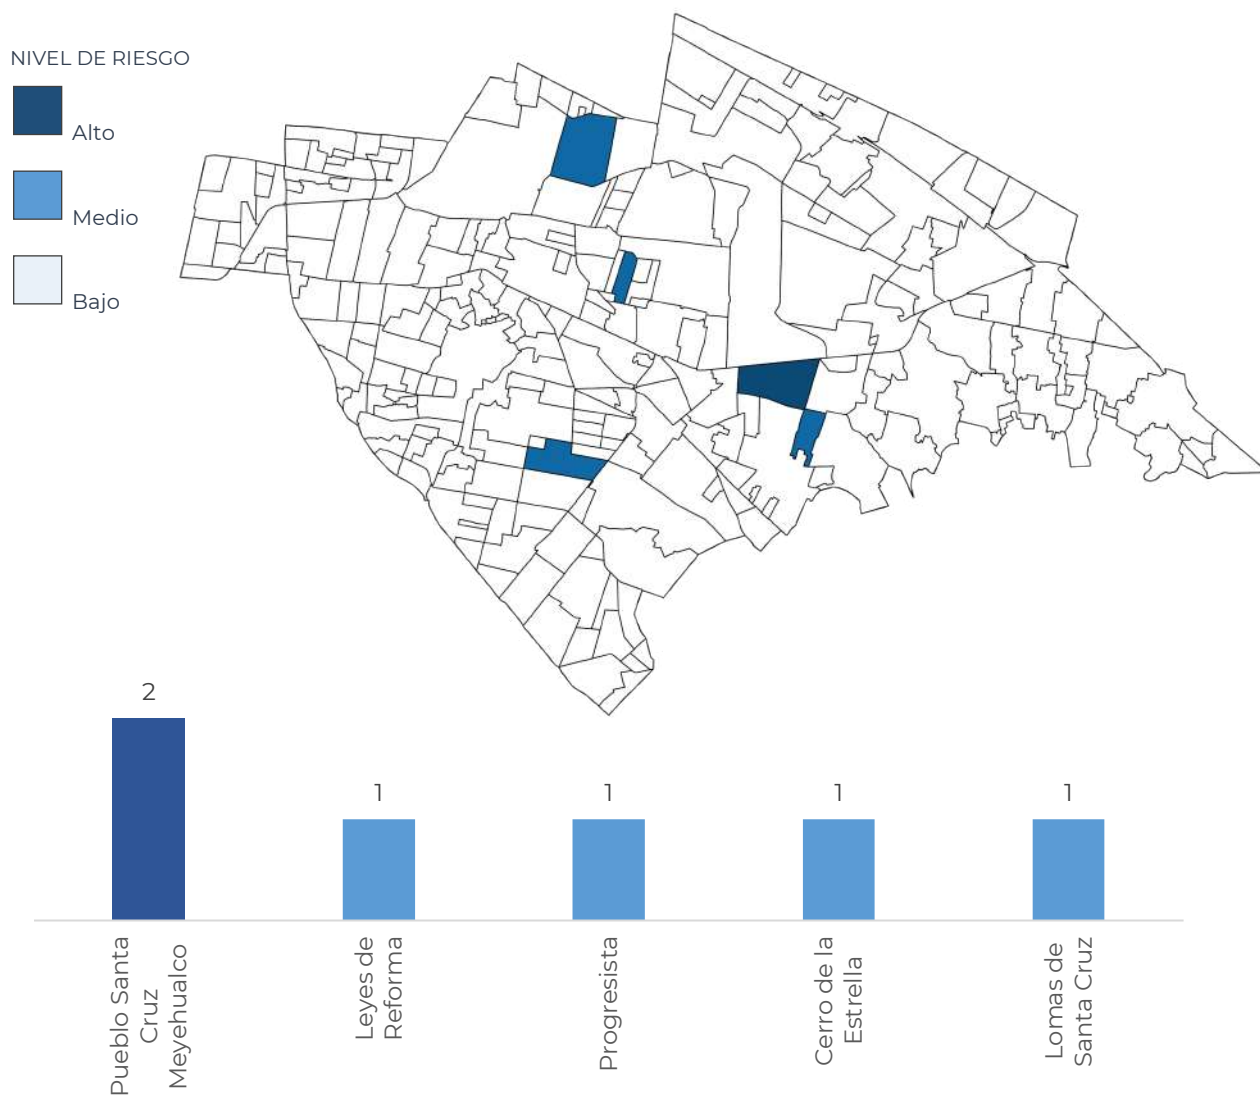 NIVEL DE RIESGO
Alto
Medio
Bajo
2
1
1
1
1
Pueblo Santa
Cruz
Meyehualco
Leyes de
Reforma
Progresista
Cerro de la
Estrella
Lomas de
Santa Cruz